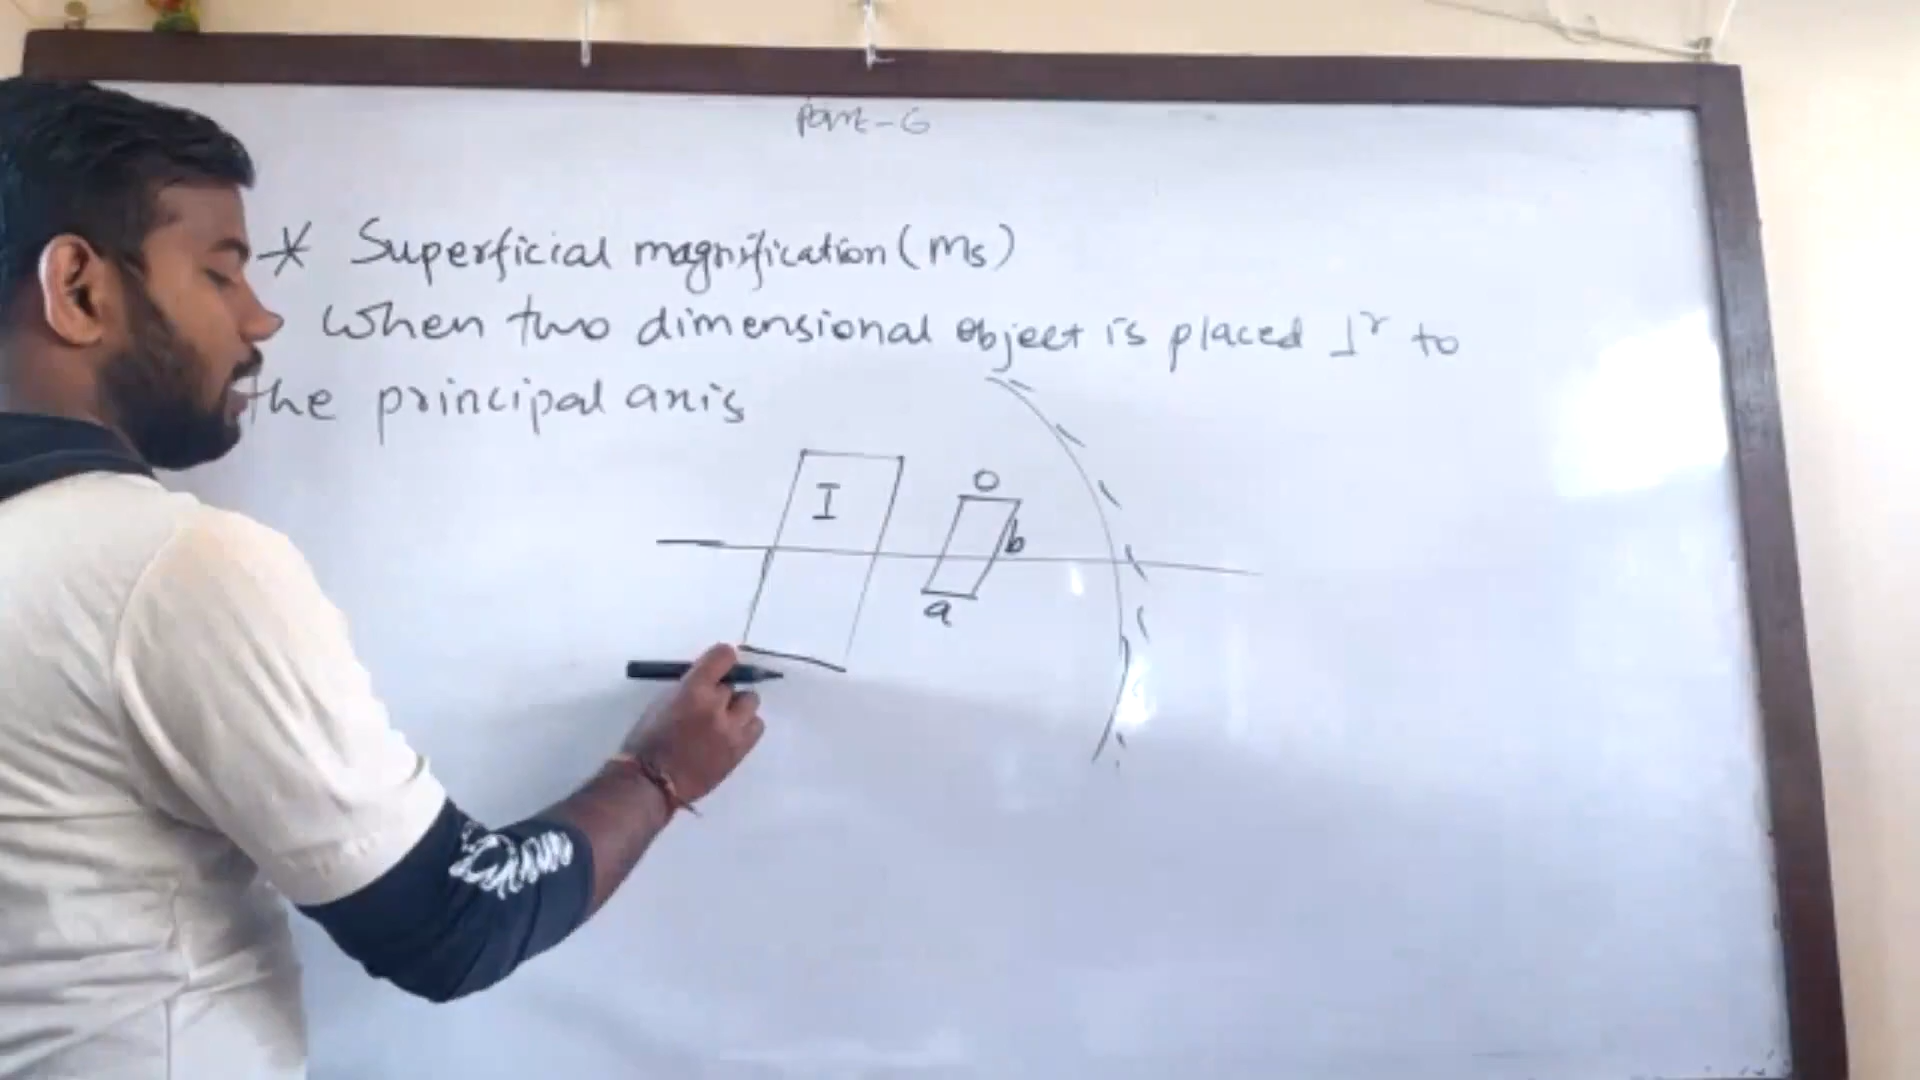 Part-6
* Superficial magnification (ms)
When two dimensional object is placed ⊥r to
the principal axis
I
O
b
a